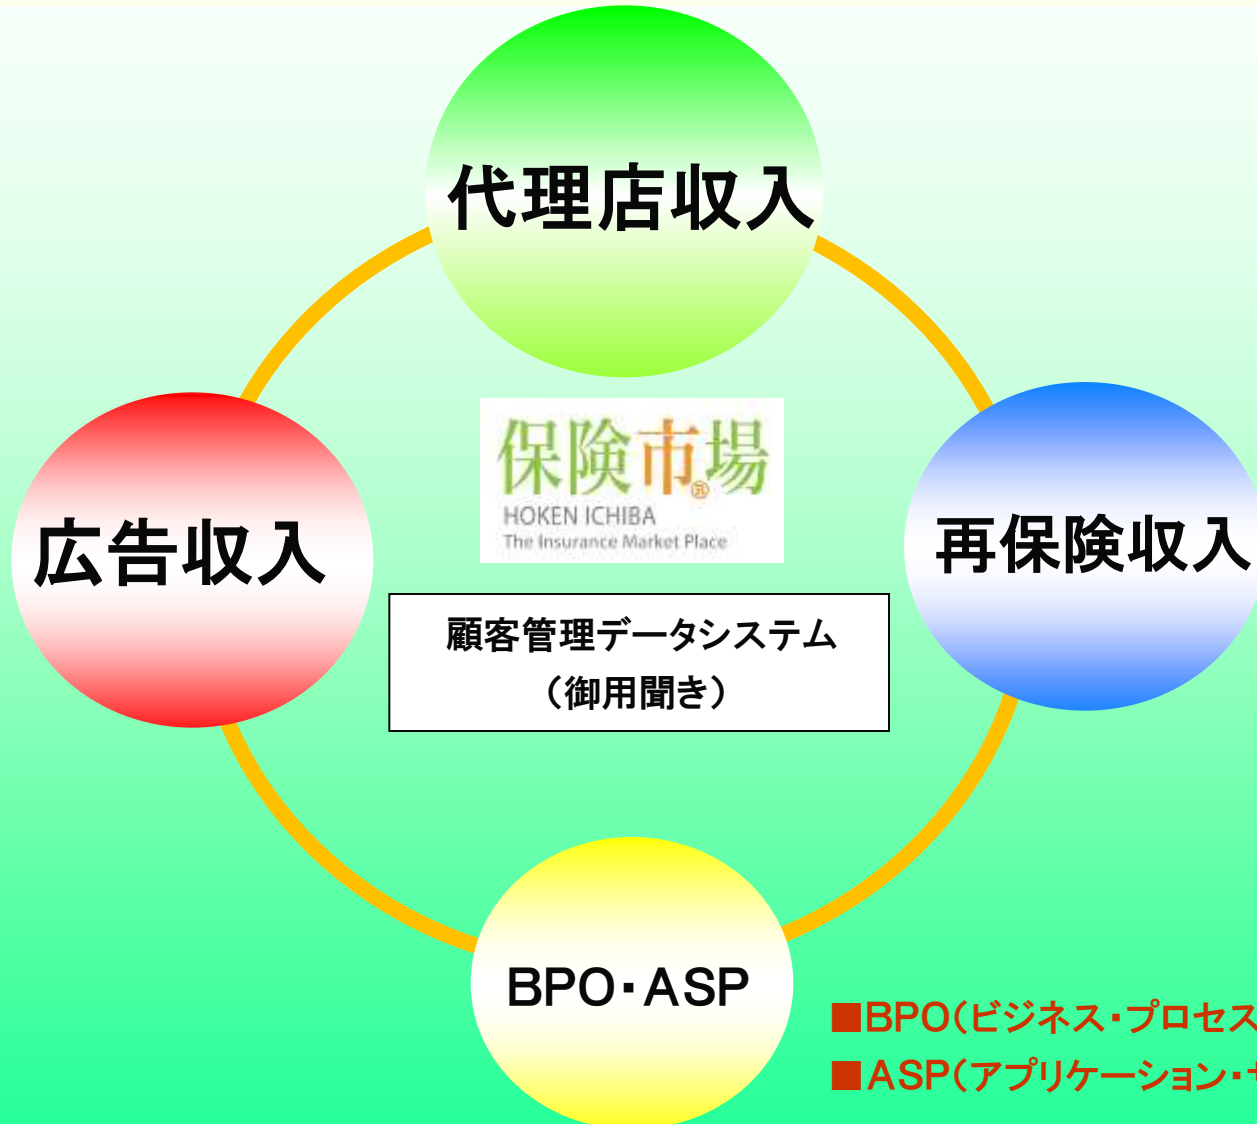 代理店収入
保険市場
HOKEN ICHIBA
The Insurance Market Place
広告収入
再保険収入
顧客管理データシステム
（御用聞き）
BPO・ASP
■BPO（ビジネス・プロセス
■ASP（アプリケーション・